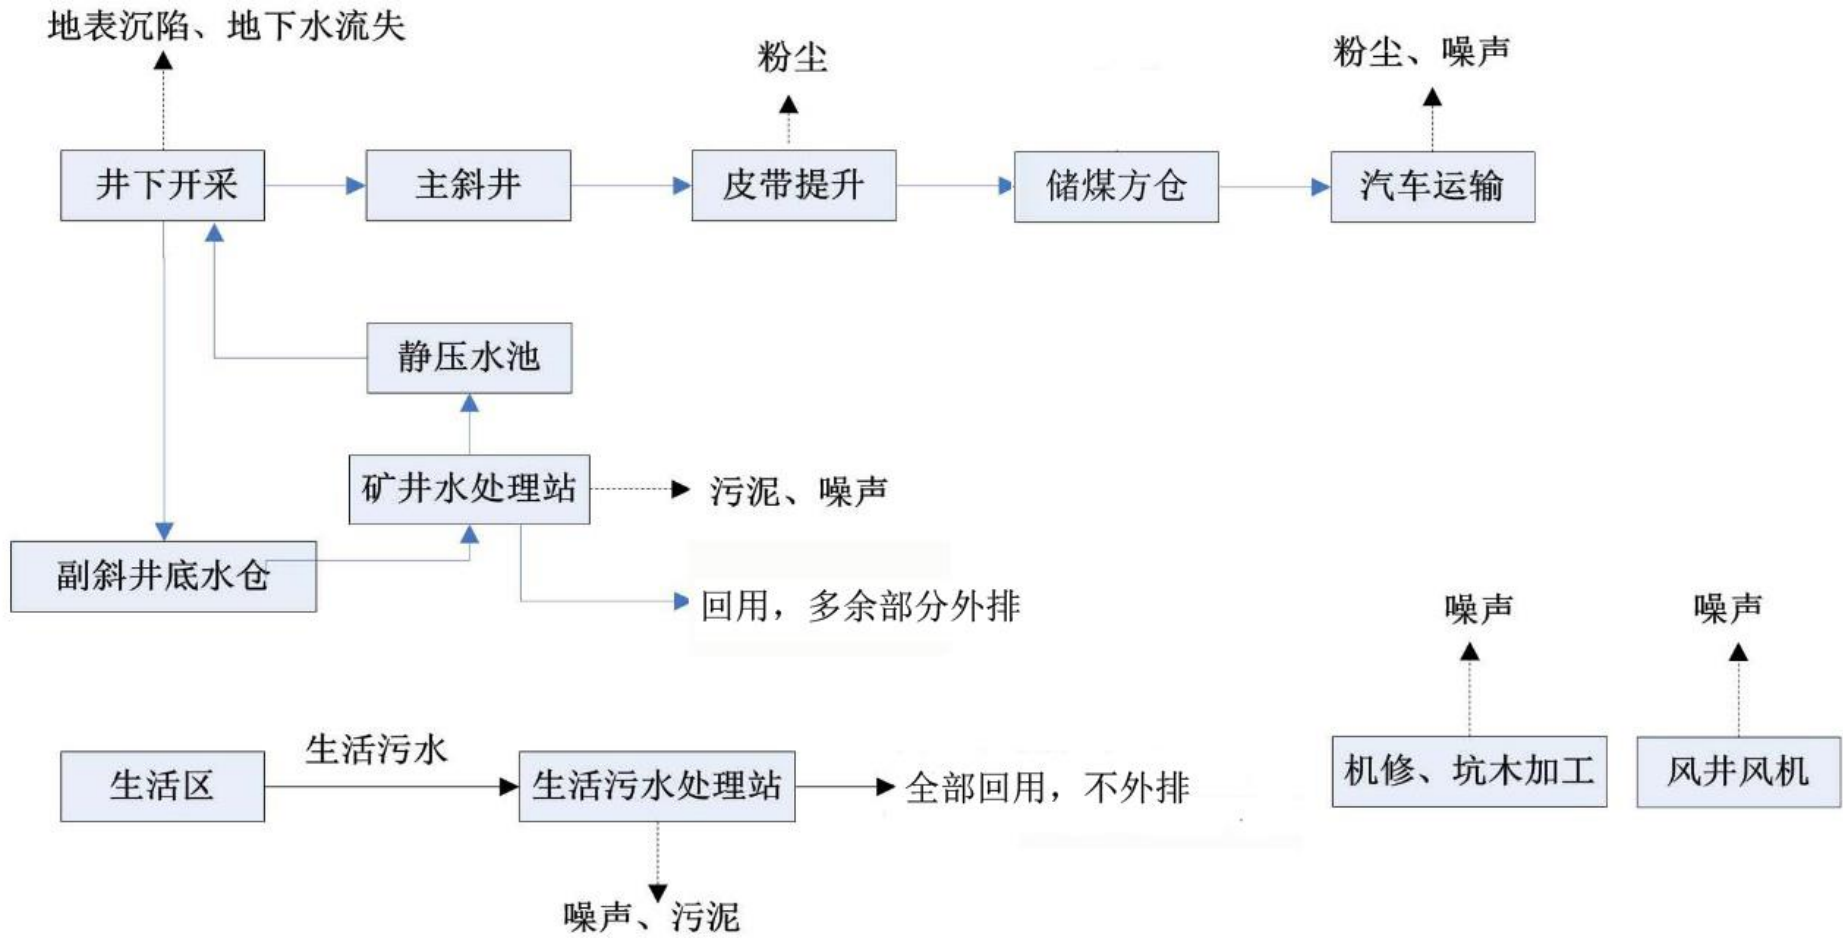 地表沉陷、地下水流失
粉尘
粉尘、噪声
井下开采
主斜井
皮带提升
储煤方仓
汽车运输
静压水池
矿井水处理站
污泥、噪声
副斜井底水仓
回用，多余部分外排
噪声
噪声
生活区
生活污水
生活污水处理站
全部回用，不外排
机修、坑木加工
风井风机
噪声、污泥